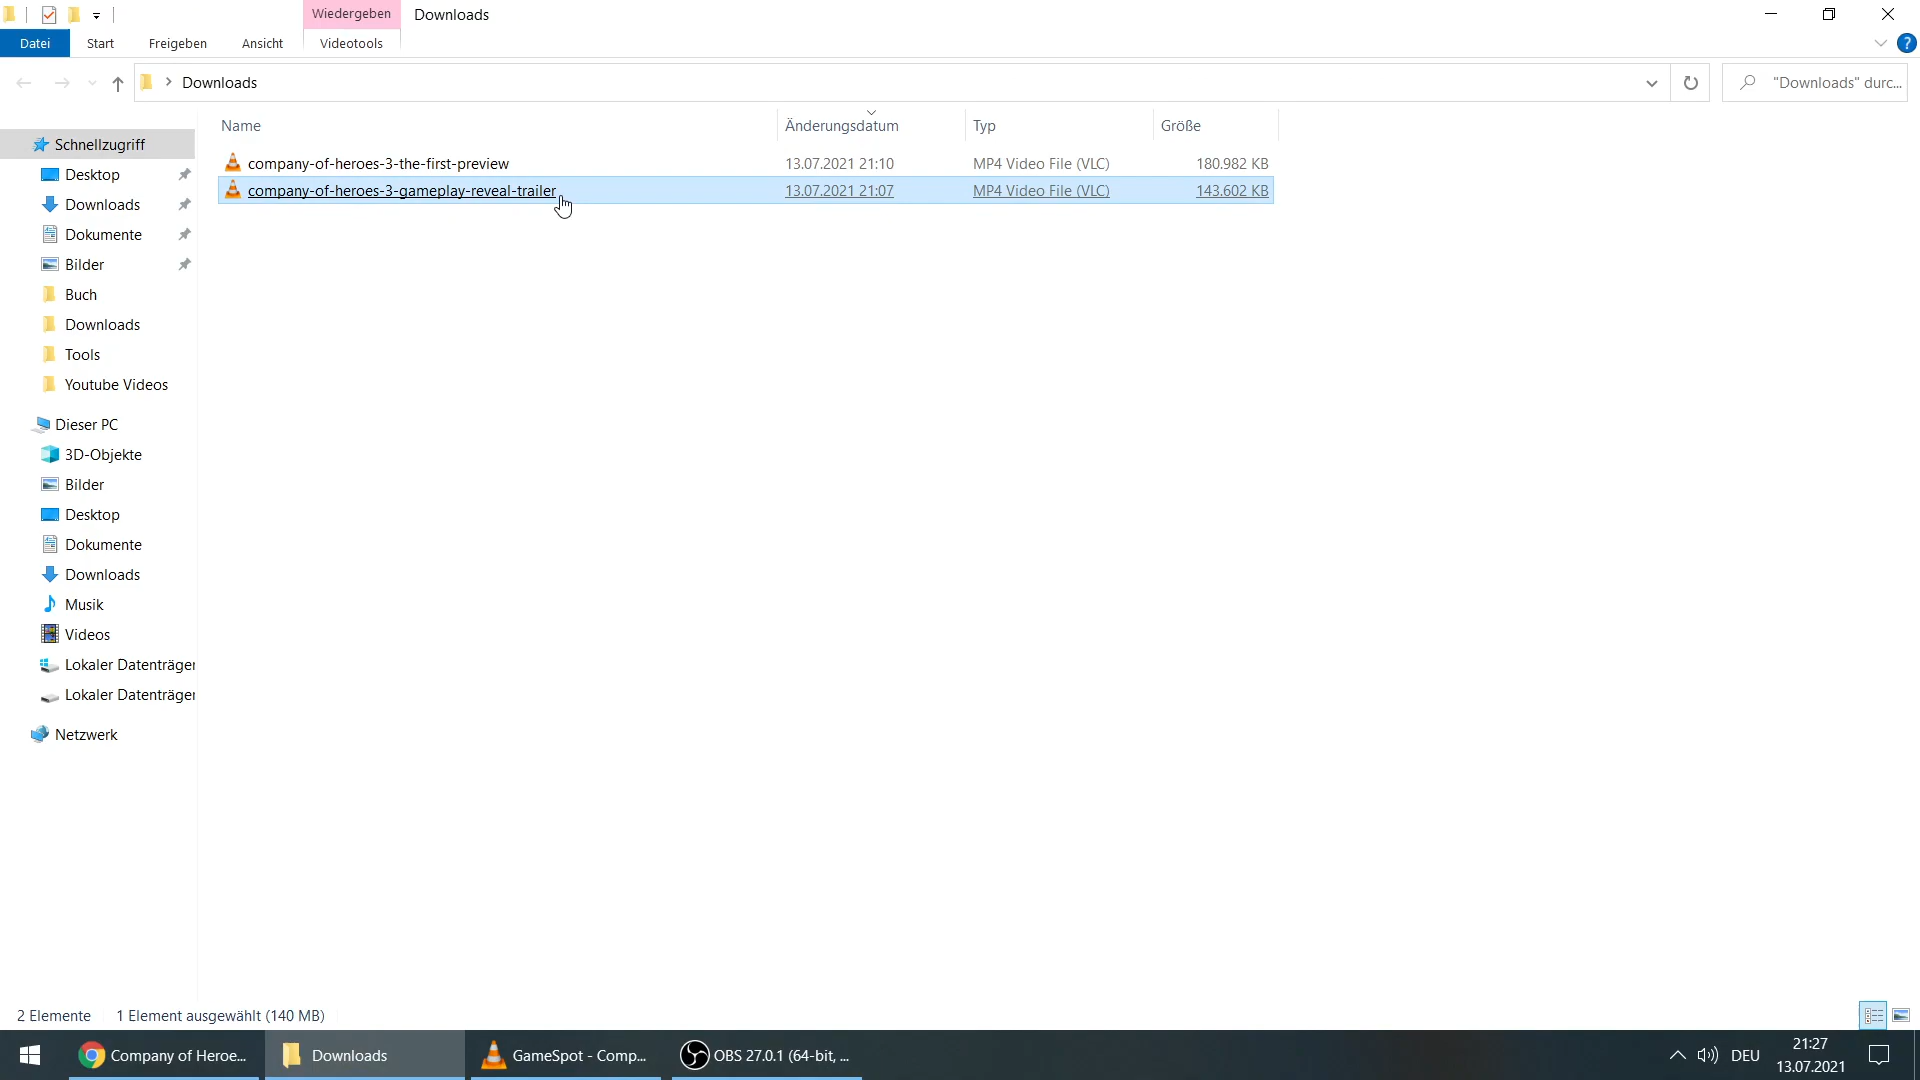 Wiedergeben
Downloads
Datei
Start
Freigeben
Ansicht
Videotools
?
Downloads
"Downloads" durc...
Name
Änderungsdatum
Typ
Größe
company-of-heroes-3-the-first-preview
13.07.2021 21:10
MP4 Video File (VLC)
180.982 KB
company-of-heroes-3-gameplay-reveal-trailer
13.07.2021 21:07
MP4 Video File (VLC)
143.602 KB
Schnellzugriff
Desktop
Downloads
Dokumente
Bilder
Buch
Downloads
Tools
Youtube Videos
Dieser PC
3D-Objekte
Bilder
Desktop
Dokumente
Downloads
Musik
Videos
Lokaler Datenträger
Lokaler Datenträger
Netzwerk
2 Elemente
1 Element ausgewählt (140 MB)
Company of Heroe...
Downloads
GameSpot - Comp...
OBS 27.0.1 (64-bit, ...
DEU
21:27
13.07.2021